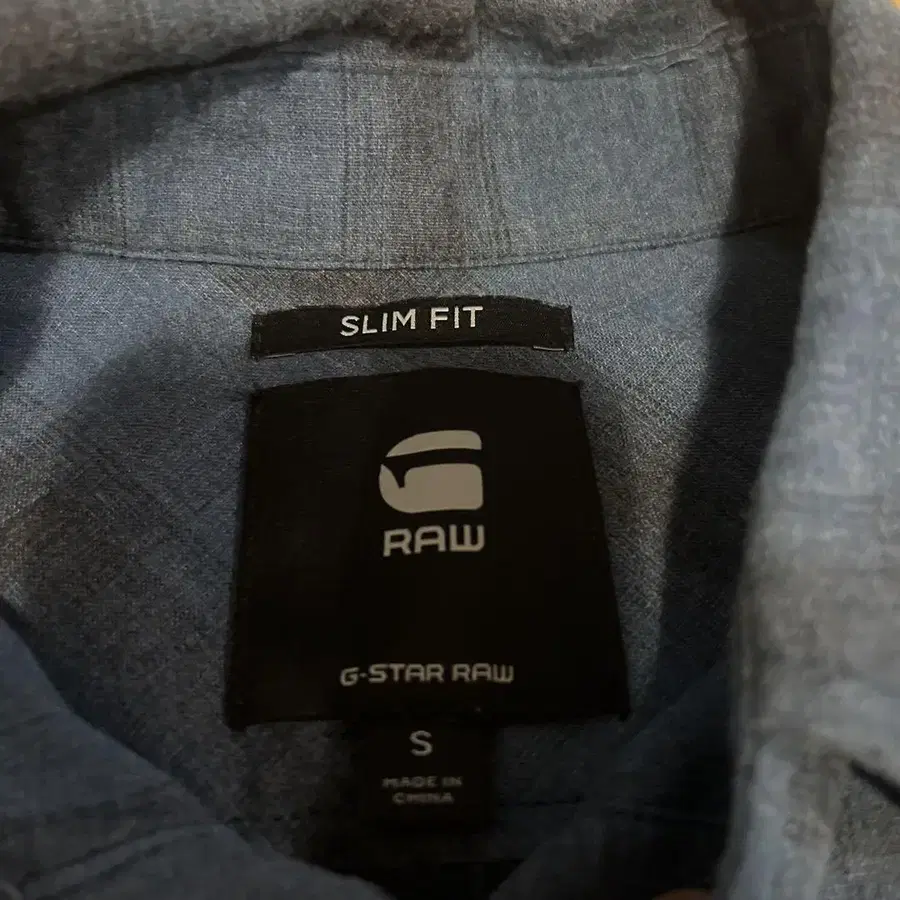 SLIM FIT
RAW
G-STAR RAW
S
MADE IN
CHINA